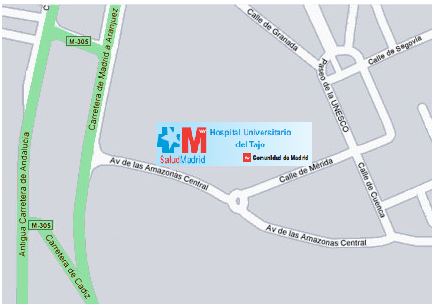 Calle de Granada
Calle de Segovia
M-305
Carretera de Madrid a Aranjuez
Paseo de la UNESCO
Hospital Universitario
del Tajo
SaludMadrid
Comunidad de Madrid
Antigua Carretera de Andalucía
Av de las Amazonas Central
Calle de Mérida
Calle de Cuenca
M-305
Carretera de Cadiz
Av de las Amazonas Central